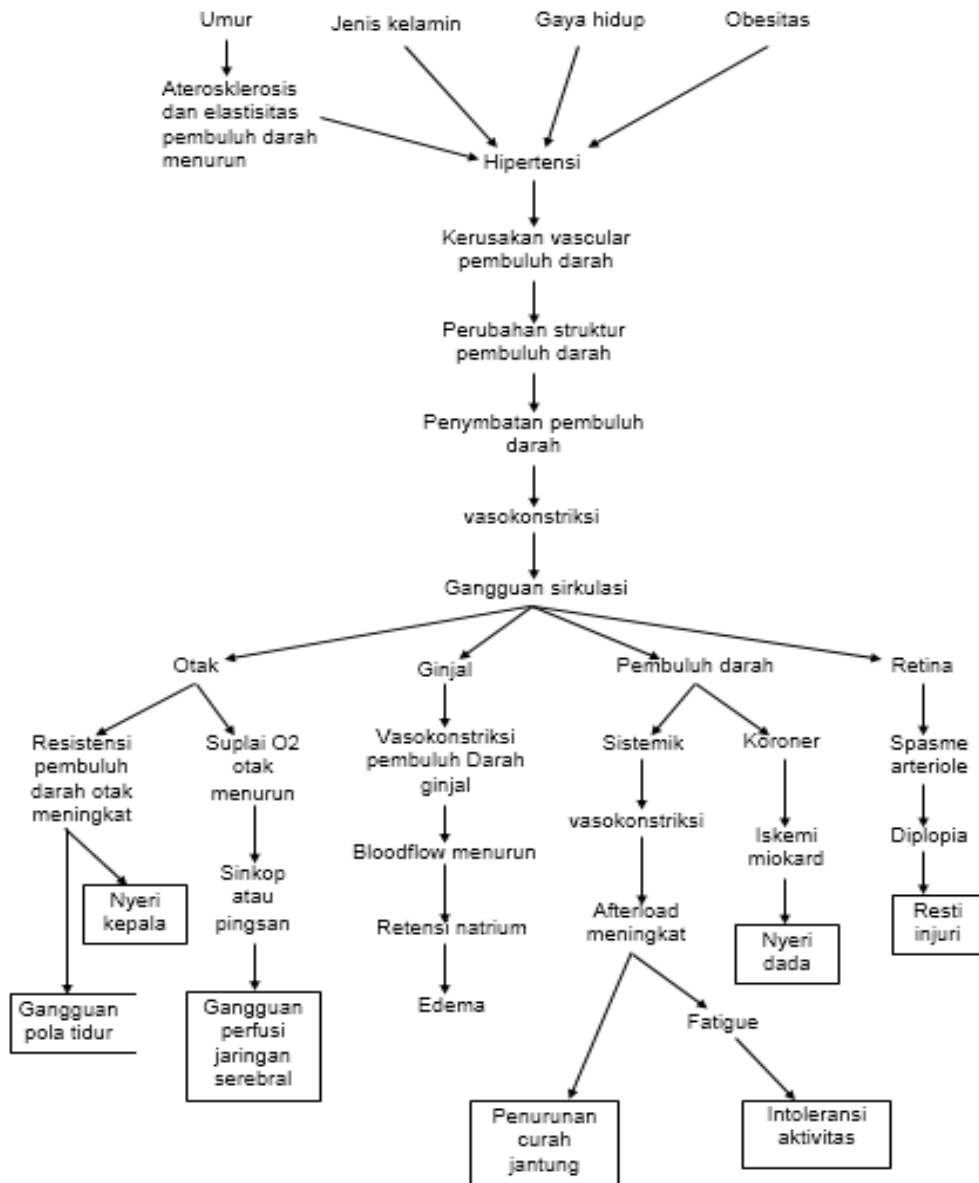 Umur
Jenis kelamin
Gaya hidup
Obesitas
Aterosklerosis
dan elastisitas
pembuluh darah
menurun
Hipertensi
Kerusakan vascular
pembuluh darah
Perubahan struktur
pembuluh darah
Penymbatan pembuluh
darah
vasokonstriksi
Gangguan sirkulasi
Otak
Ginjal
Pembuluh darah
Retina
Resistensi
pembuluh
darah otak
meningkat
Suplai O2
otak
menurun
Vasokonstriksi
pembuluh Darah
ginjal
Sistemik
Koroner
Spasme
arteriole
vasokonstriksi
Bloodflow menurun
Iskemi
miokard
Diplopia
Nyeri
kepala
Sinkop
atau
pingsan
Retensi natrium
Afterload
meningkat
Nyeri
dada
Resti
injuri
Gangguan
pola tidur
Gangguan
perfusi
jaringan
serebral
Edema
Fatigue
Penurunan
curah
jantung
Intoleransi
aktivitas